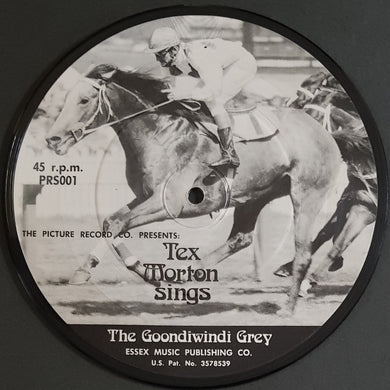 45 r.p.m.
PRS001
THE PICTURE RECORD CO. PRESENTS:
Tex
Morton
sings
The Goondiwindi Grey
ESSEX MUSIC PUBLISHING CO.
U.S. Pat. No. 3578539